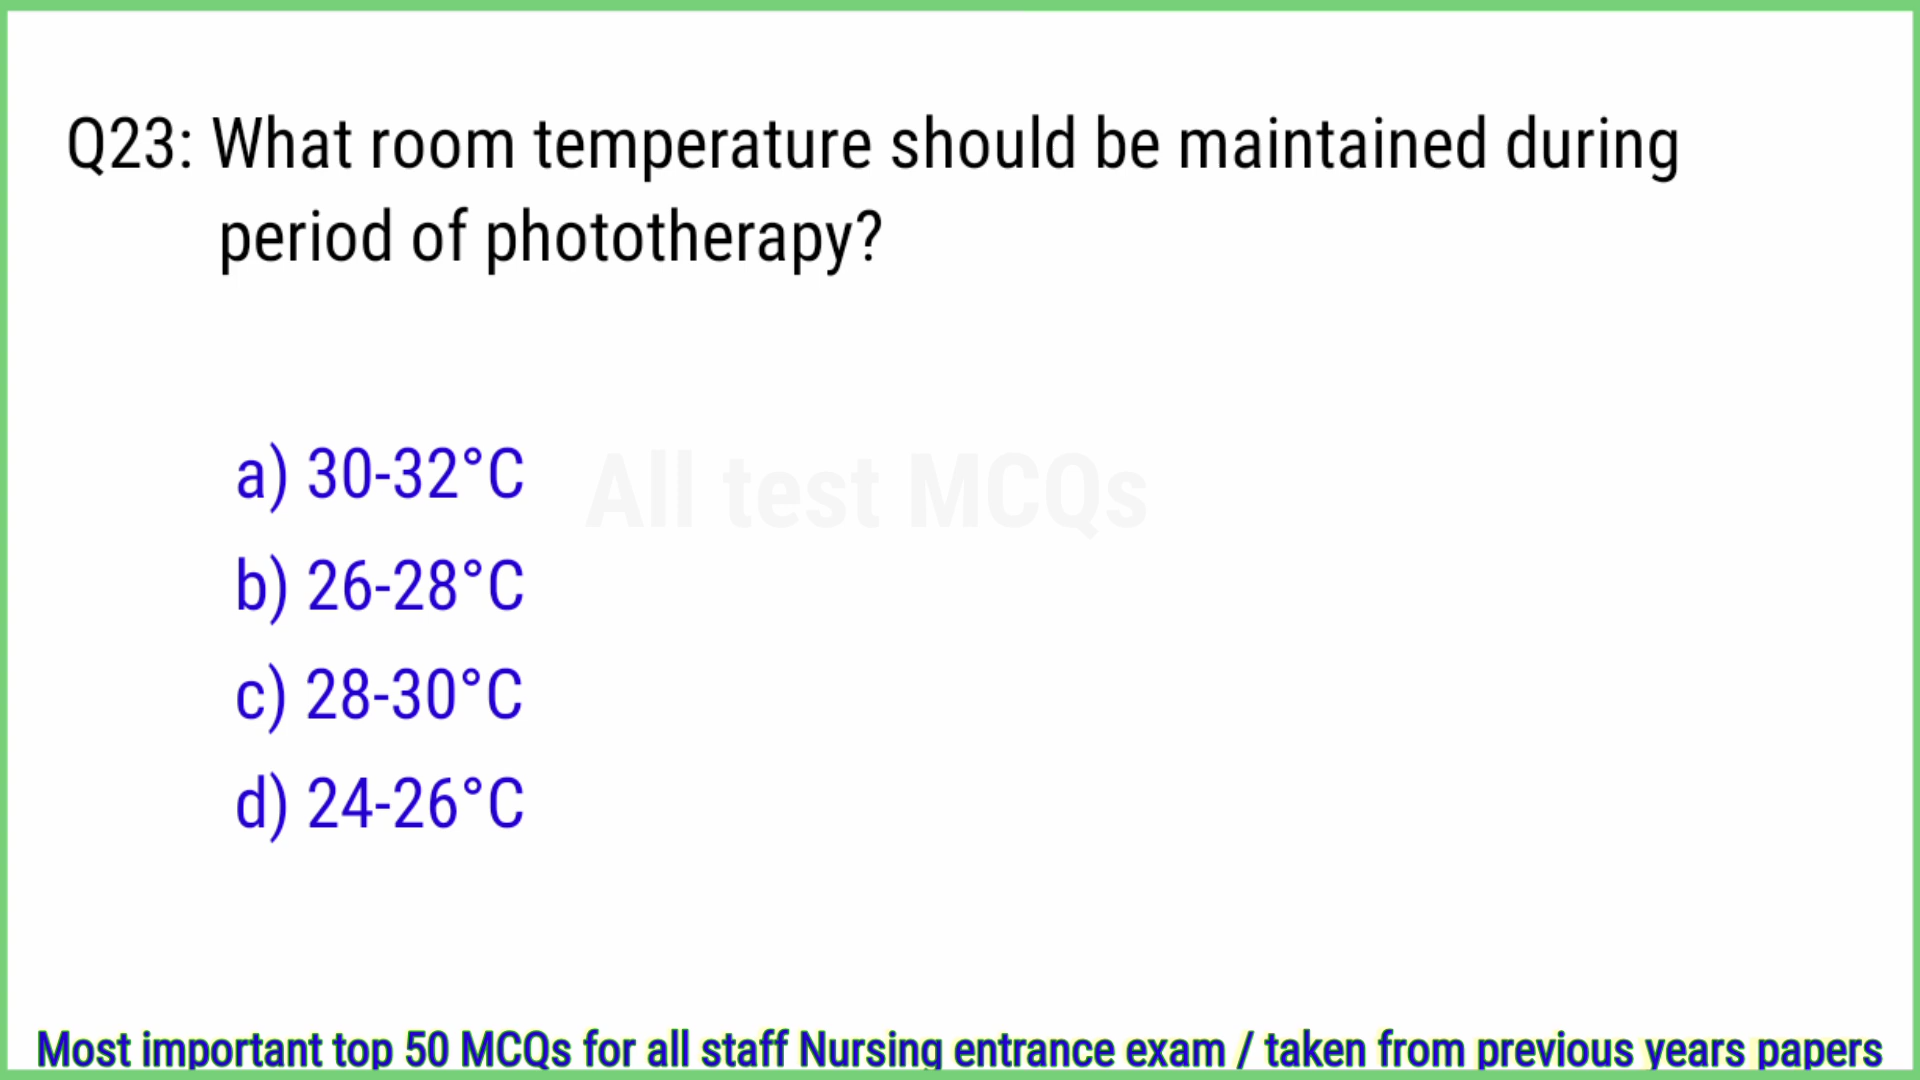 Q23: What room temperature should be maintained during
period of phototherapy?
a) 30-32°C
All test MCQs
b) 26-28°C
c) 28-30°C
d) 24-26°C
Most important top 50 MCQs for all staff Nursing entrance exam / taken from previous years papers